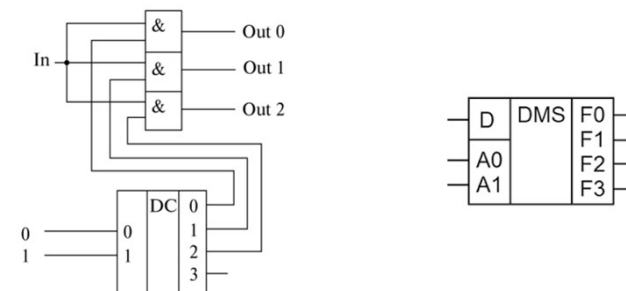 & Out 0
In & Out 1
& Out 2
DC 0
0 0 1
1 1 2
3
D DMS F0
F1
A0 F2
A1 F3